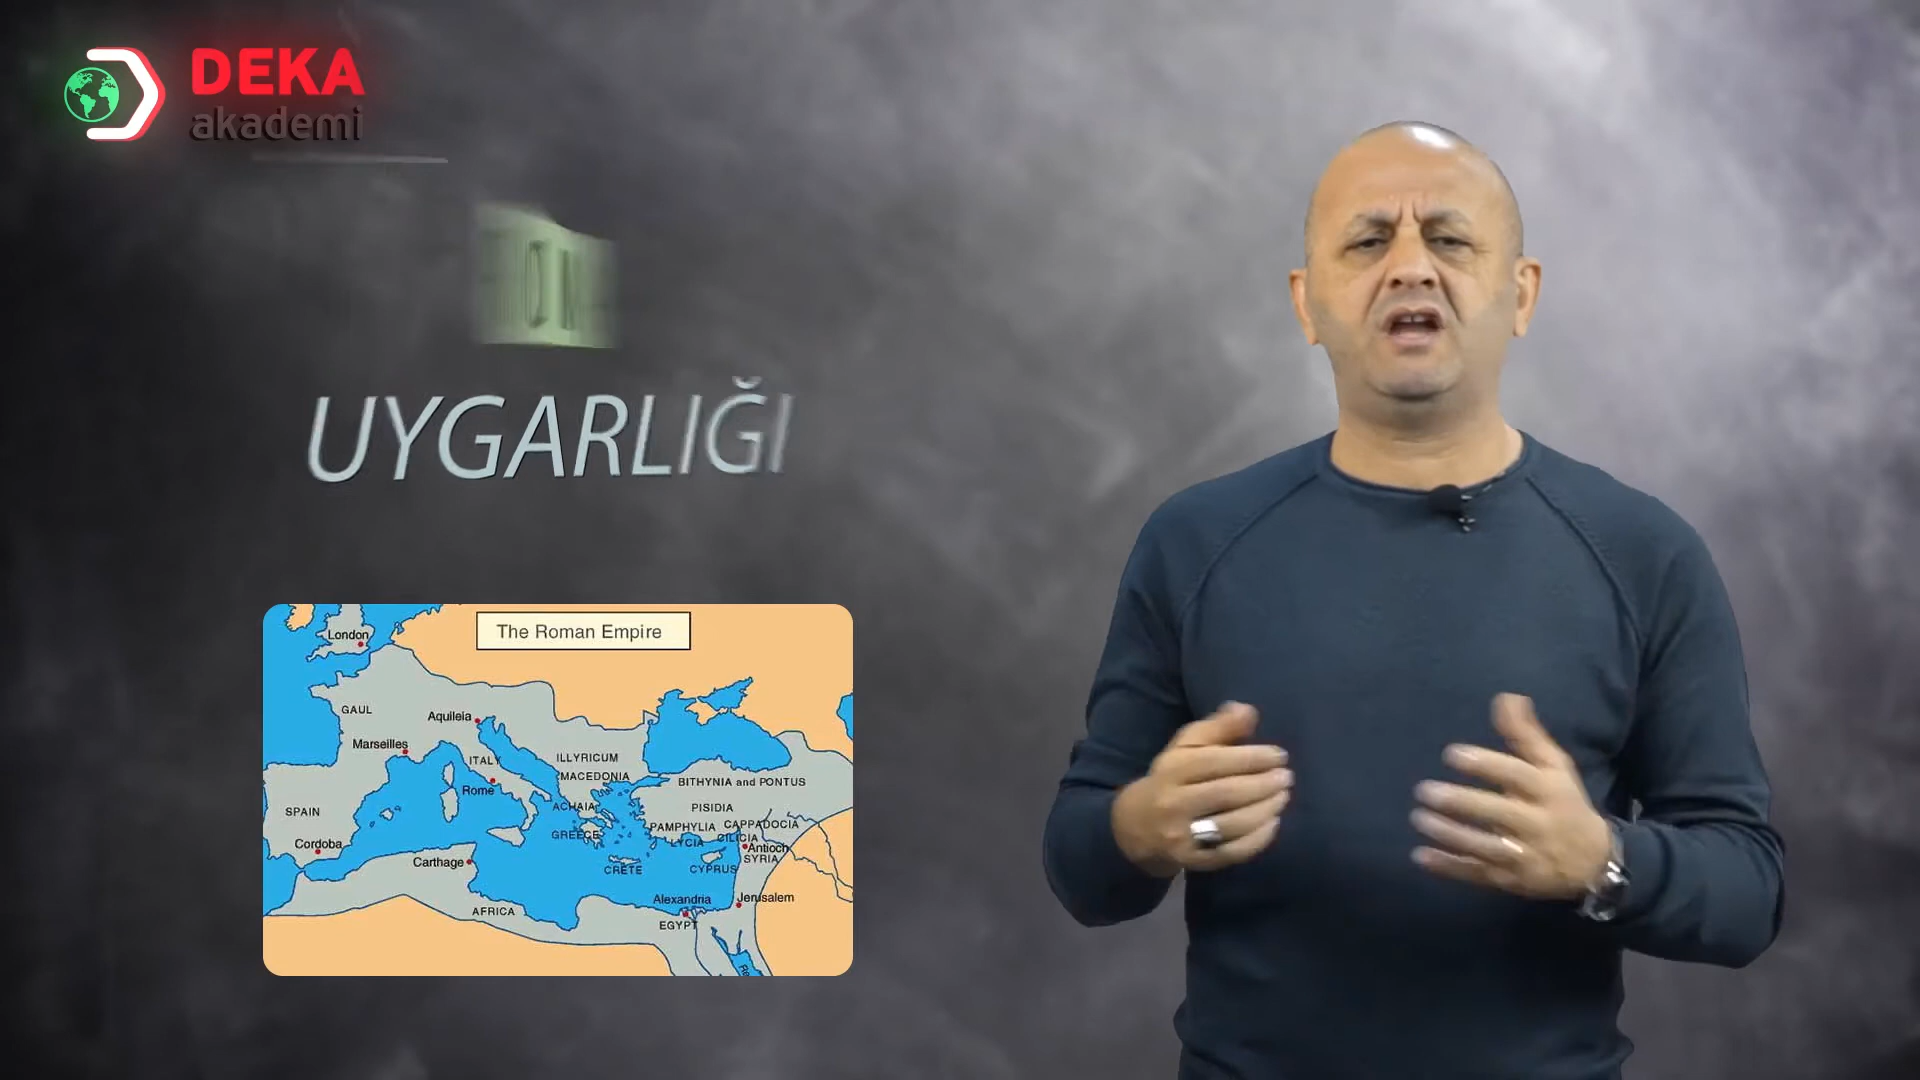 DEKA
akademi
UYGARLIĞI
The Roman Empire
London
GAUL
Aquileia
Marseilles
ITALY
ILLYRICUM
MACEDONIA
BITHYNIA and PONTUS
Rome
SPAIN
ACHAIA
PISIDIA
GREECE
PAMPHYLIA
CAPPADOCIA
LYCIA
CILICIA
Cordoba
Antioch
Carthage
SYRIA
CRETE
CYPRUS
Alexandria
Jerusalem
AFRICA
EGYPT